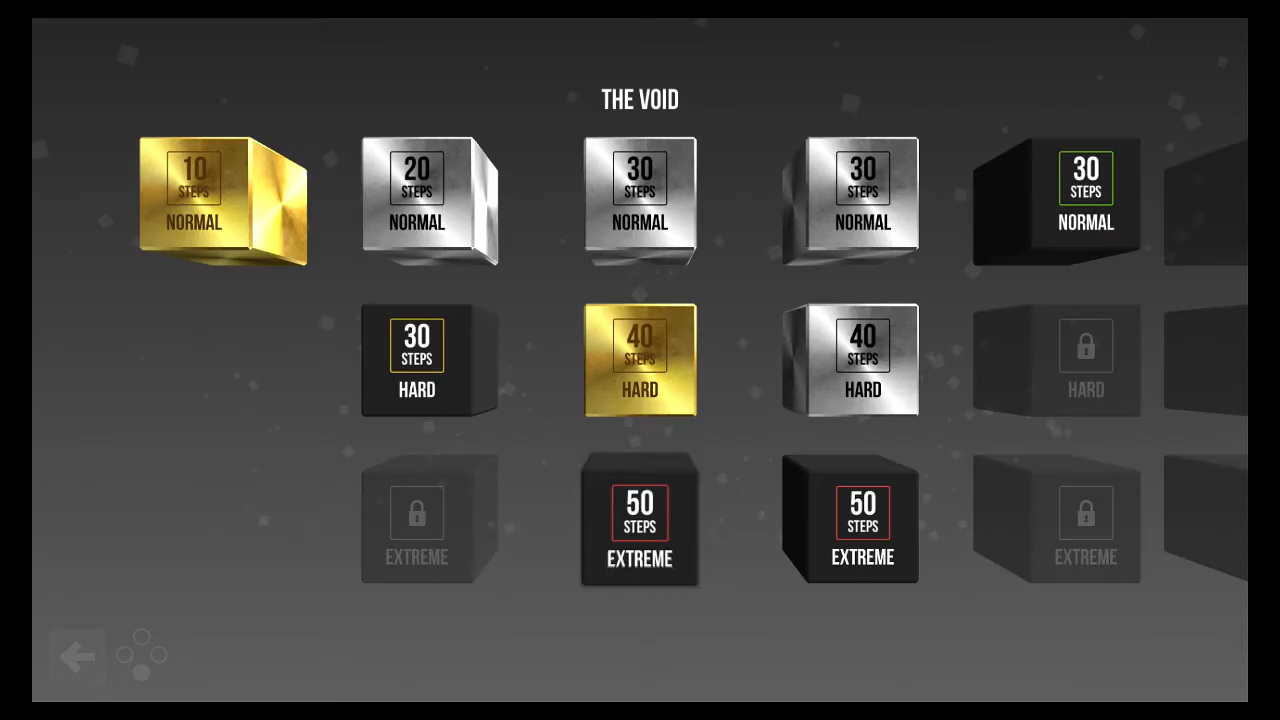 THE VOID
10
STEPS
NORMAL
20
STEPS
NORMAL
30
STEPS
NORMAL
30
STEPS
NORMAL
30
STEPS
NORMAL
30
STEPS
HARD
40
STEPS
HARD
40
STEPS
HARD
HARD
EXTREME
50
STEPS
EXTREME
50
STEPS
EXTREME
EXTREME